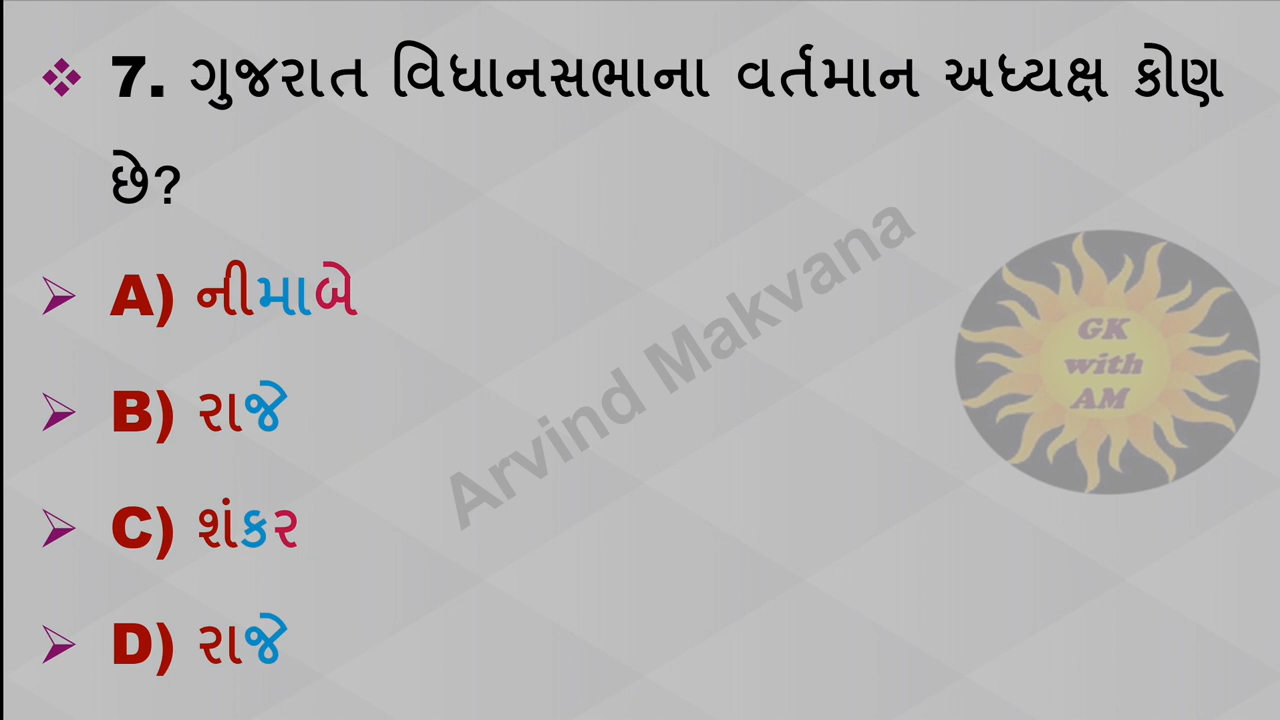 ❖ 7. ગુજરાત વિધાનસભાના વર્તમાન અધ્યક્ષ કોણ
છે?
➢ A) નીમાબે
➢ B) રાજે
➢ C) શંકર
➢ D) રાજે
Arvind Makvana
GK
with
AM